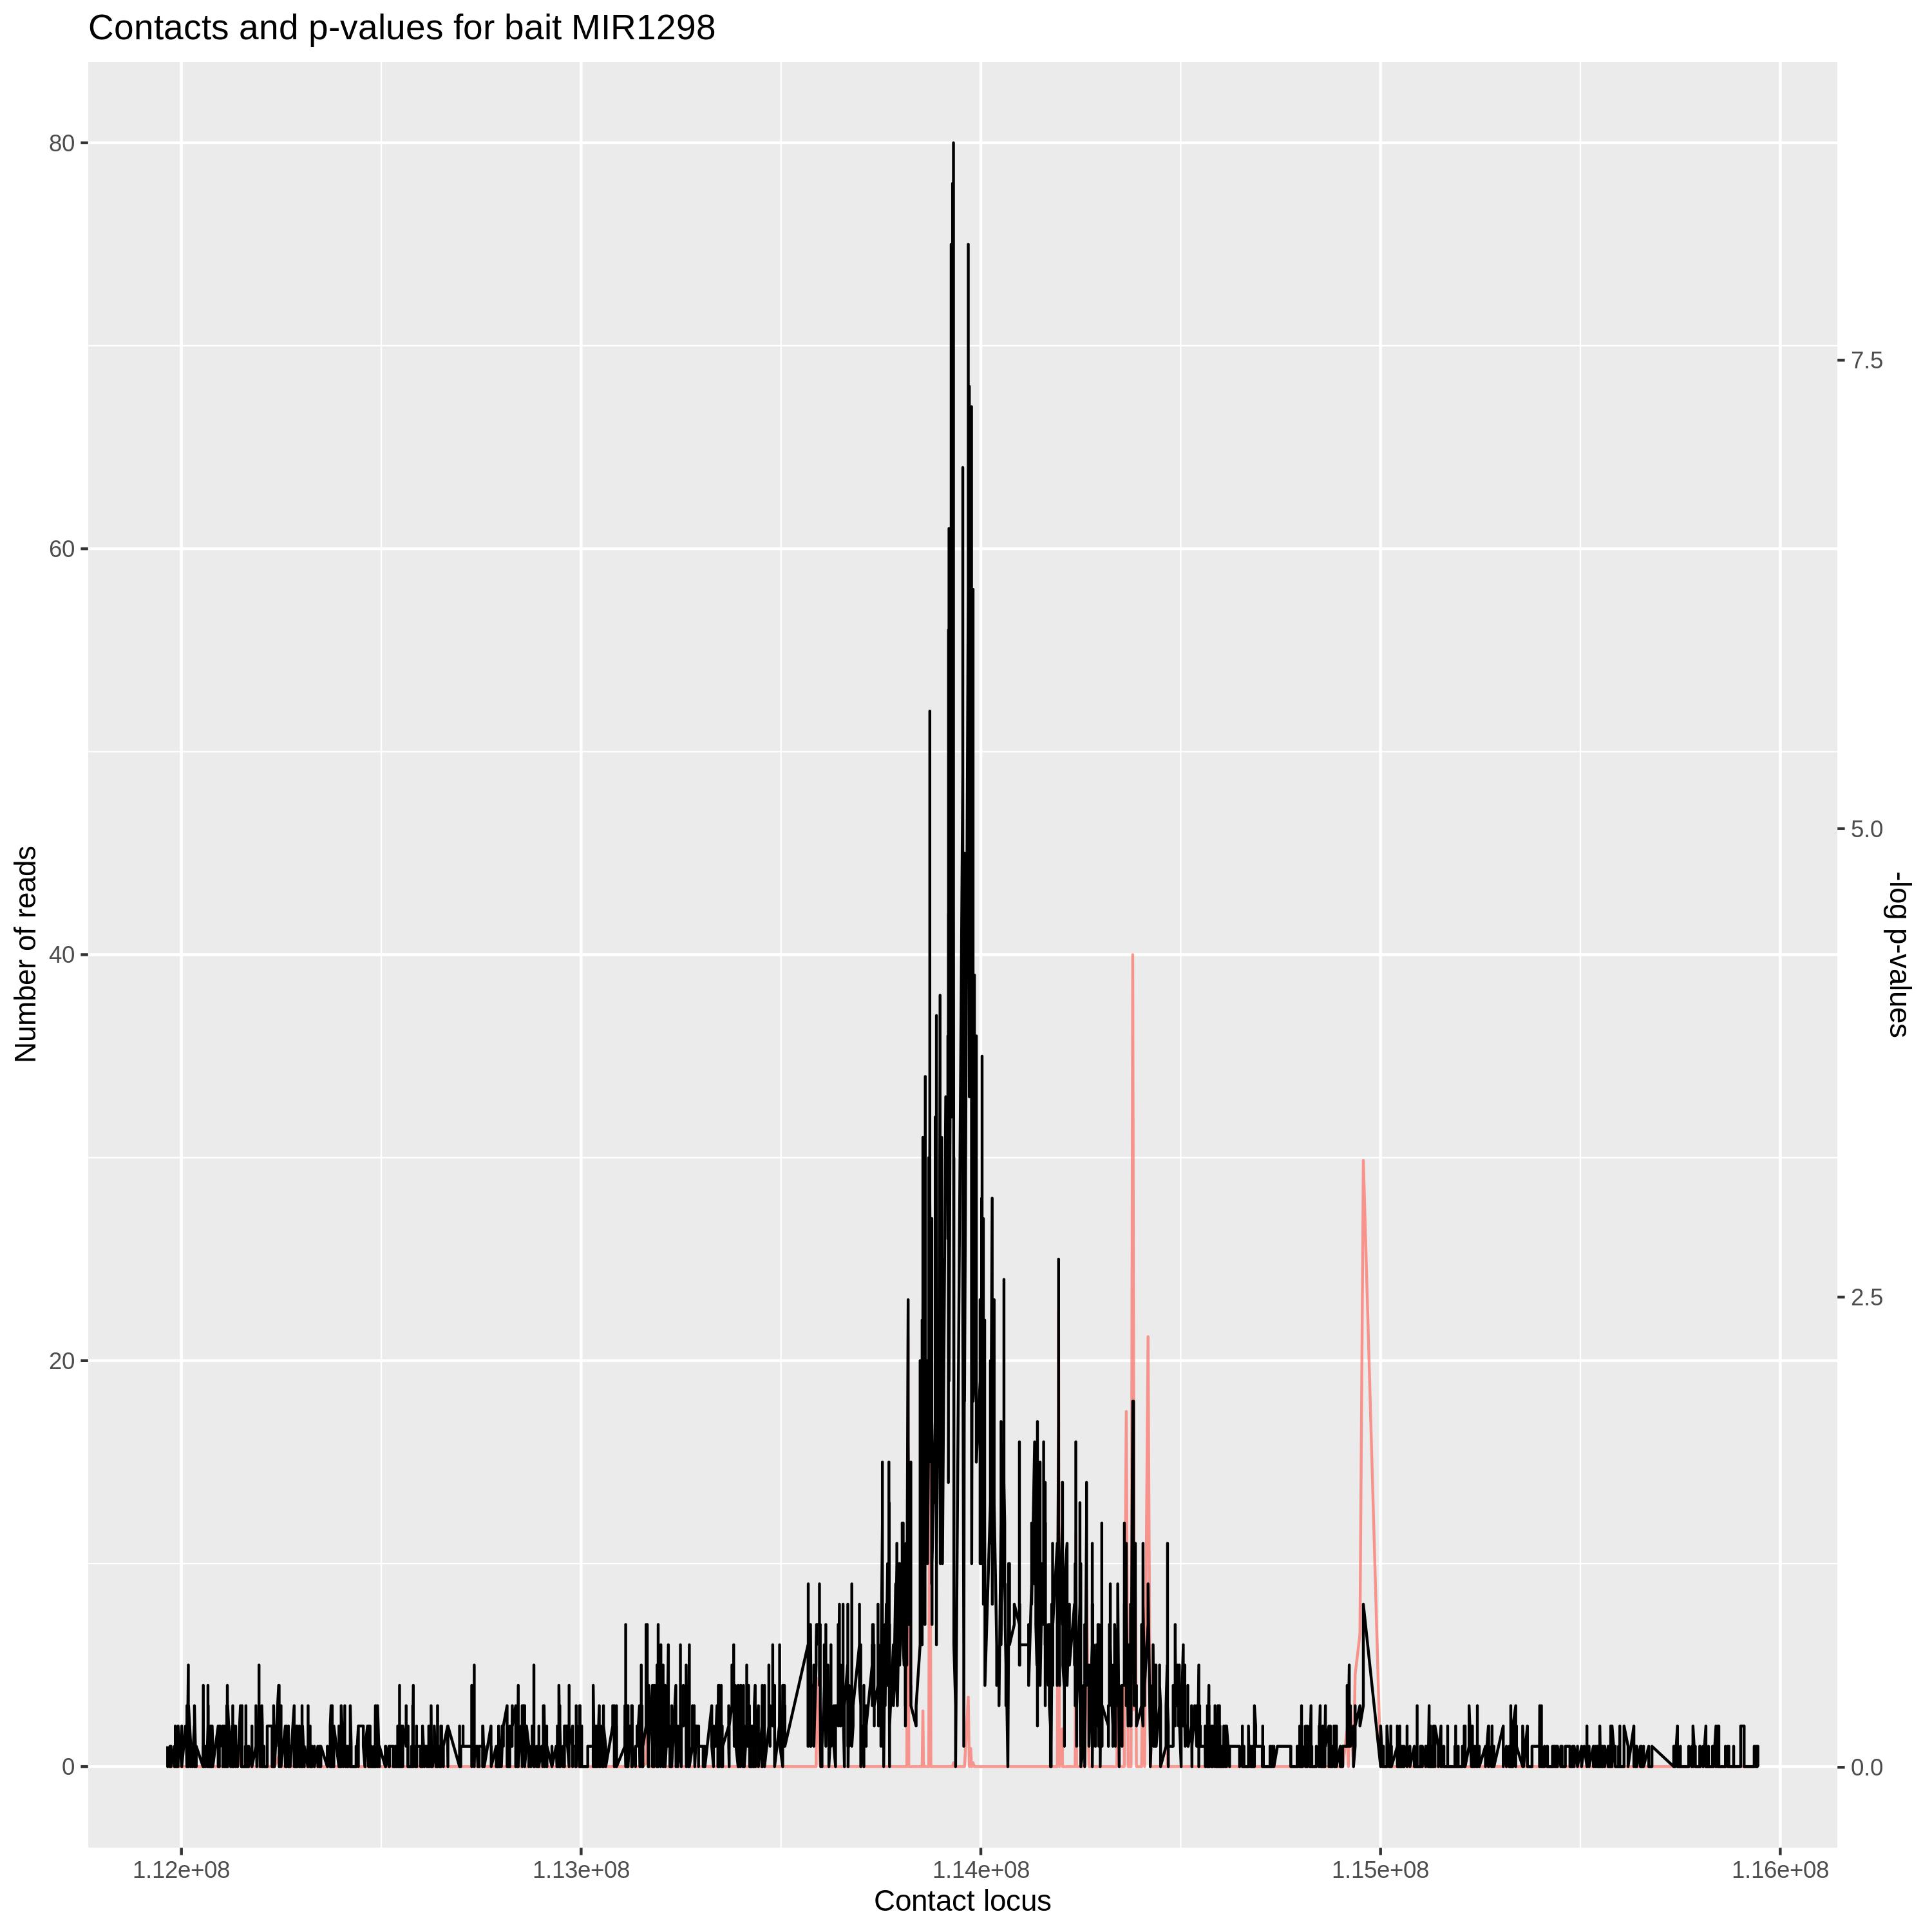 Contacts and p-values for bait MIR1298
80
60
40
20
0
Number of reads
7.5
5.0
2.5
0.0
-log p-values
1.12e+08
1.13e+08
1.14e+08
1.15e+08
1.16e+08
Contact locus